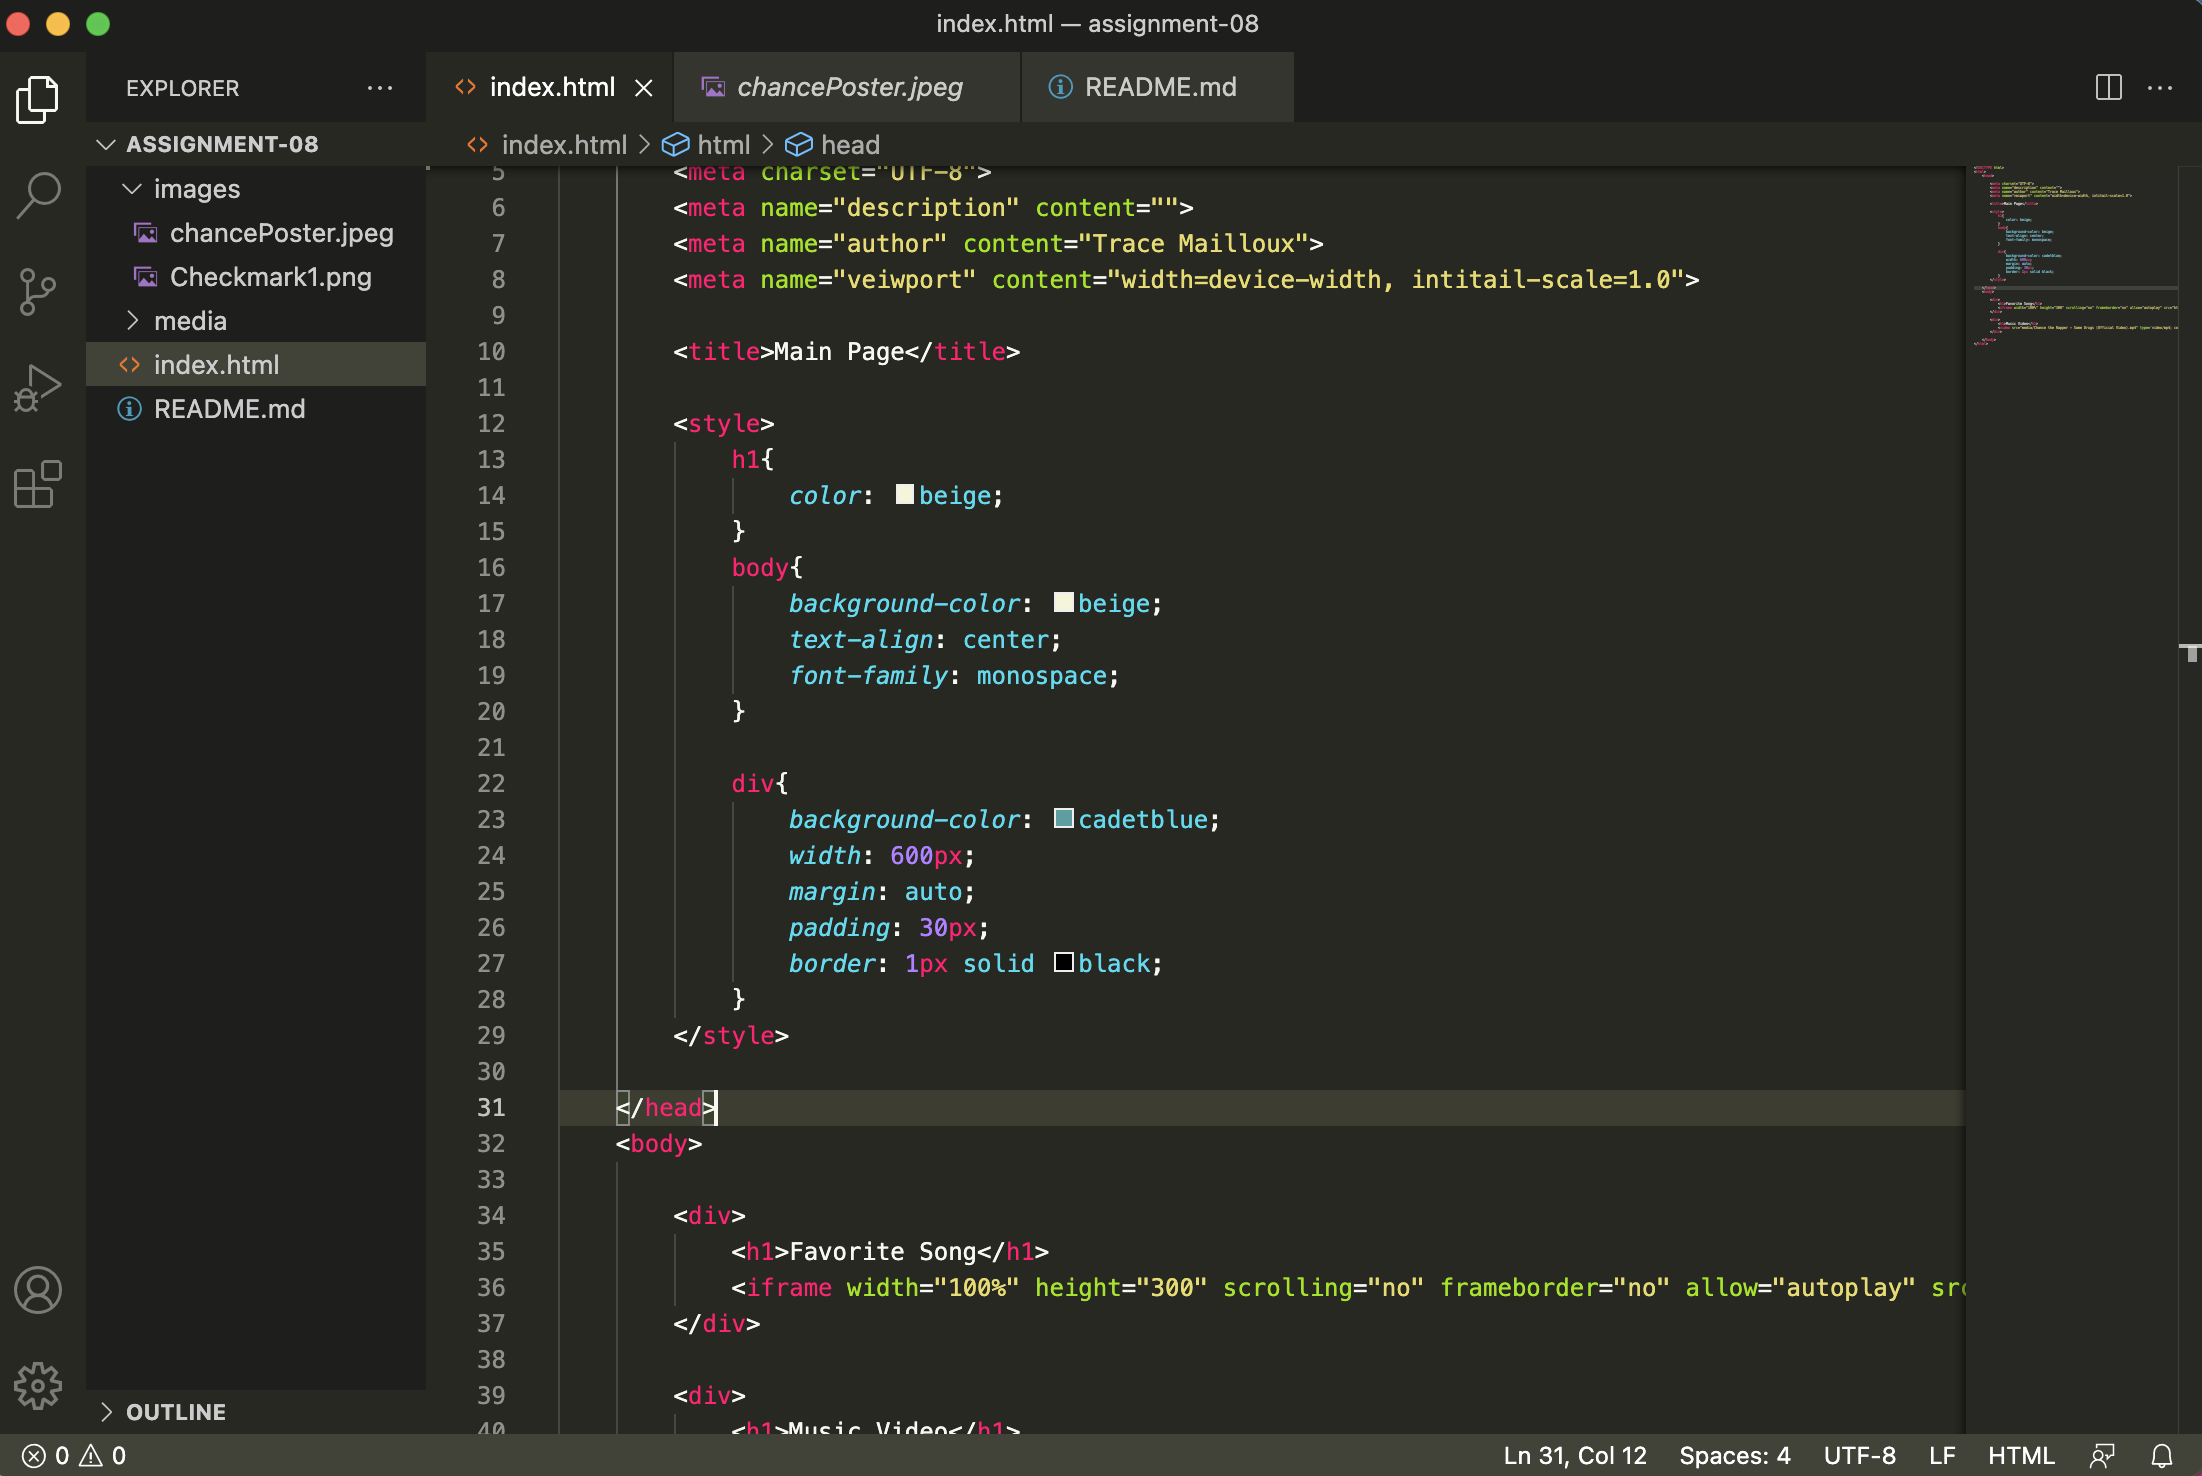 index.html — assignment-08
EXPLORER
ASSIGNMENT-08
images
chancePoster.jpeg
Checkmark1.png
media
index.html
README.md
OUTLINE
index.html
chancePoster.jpeg
README.md
index.html > html > head
5 <meta charset="UTF-8">
6 <meta name="description" content="">
7 <meta name="author" content="Trace Mailloux">
8 <meta name="veiwport" content="width=device-width, intitail-scale=1.0">
9
10 <title>Main Page</title>
11
12 <style>
13 h1{
14 color: beige;
15 }
16 body{
17 background-color: beige;
18 text-align: center;
19 font-family: monospace;
20 }
21
22 div{
23 background-color: cadetblue;
24 width: 600px;
25 margin: auto;
26 padding: 30px;
27 border: 1px solid black;
28 }
29 </style>
30
31 </head>
32 <body>
33
34 <div>
35 <h1>Favorite Song</h1>
36 <iframe width="100%" height="300" scrolling="no" frameborder="no" allow="autoplay" src
37 </div>
38
39 <div>
40 <h1>Music Video</h1>
0 0
Ln 31, Col 12 Spaces: 4 UTF-8 LF HTML